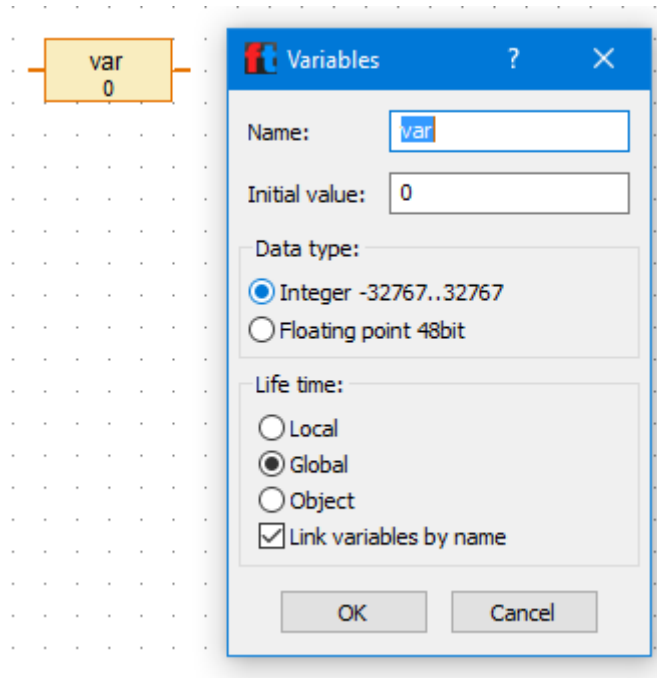 var
0
ft Variables ? ×
Name: var
Initial value: 0
Data type:
Integer -32767..32767
Floating point 48bit
Life time:
Local
Global
Object
Link variables by name
OK Cancel